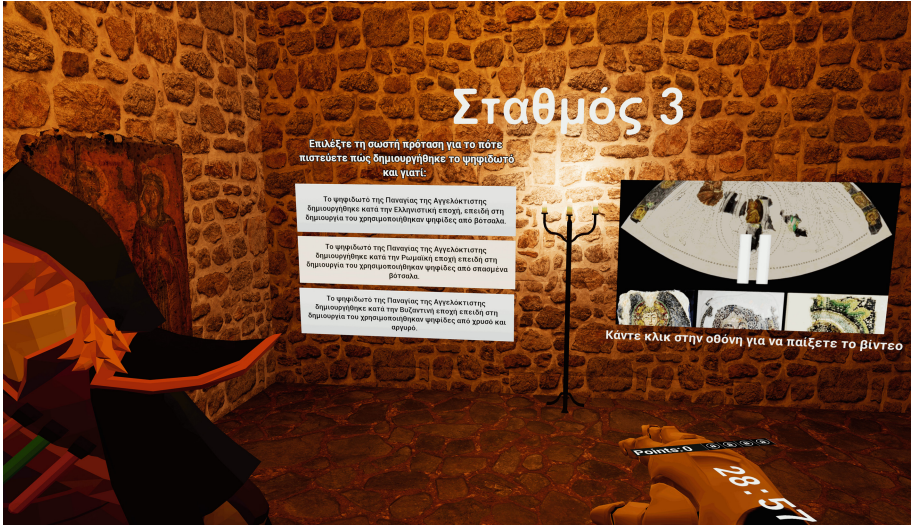 Σταθμός 3
Επιλέξτε τη σωστή πρόταση για το πότε
πιστεύετε πώς δημιουργήθηκε το ψηφιδωτό
και γιατί:
Το ψηφιδωτό της Παναγίας της Αγγελόκτιστης
δημιουργήθηκε κατά την Ελληνιστική εποχή, επειδή στη
δημιουργία του χρησιμοποιήθηκαν ψηφίδες από βότσαλα.
Το ψηφιδωτό της Παναγίας της Αγγελόκτιστης
δημιουργήθηκε κατά την Ρωμαϊκή εποχή επειδή στη
δημιουργία του χρησιμοποιήθηκαν ψηφίδες από σπασμένα
βότσαλα.
Το ψηφιδωτό της Παναγίας της Αγγελόκτιστης
δημιουργήθηκε κατά την Βυζαντινή εποχή επειδή στη
δημιουργία του χρησιμοποιήθηκαν ψηφίδες από χρυσό και
αργυρό.
Κάντε κλικ στην οθόνη για να παίξετε το βίντεο
Points:0
28:57